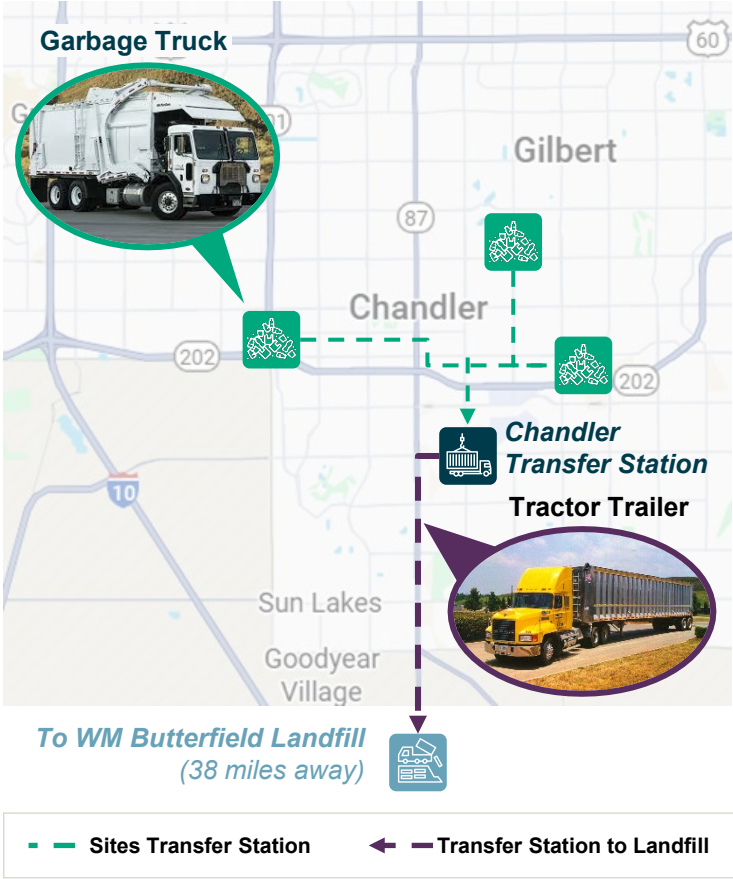 Garbage Truck
60
G
01
Gilbert
87
Chandler
202
202
Chandler
Transfer Station
10
Tractor Trailer
Sun Lakes
Goodyear
Village
To WM Butterfield Landfill
(38 miles away)
Sites Transfer Station
Transfer Station to Landfill